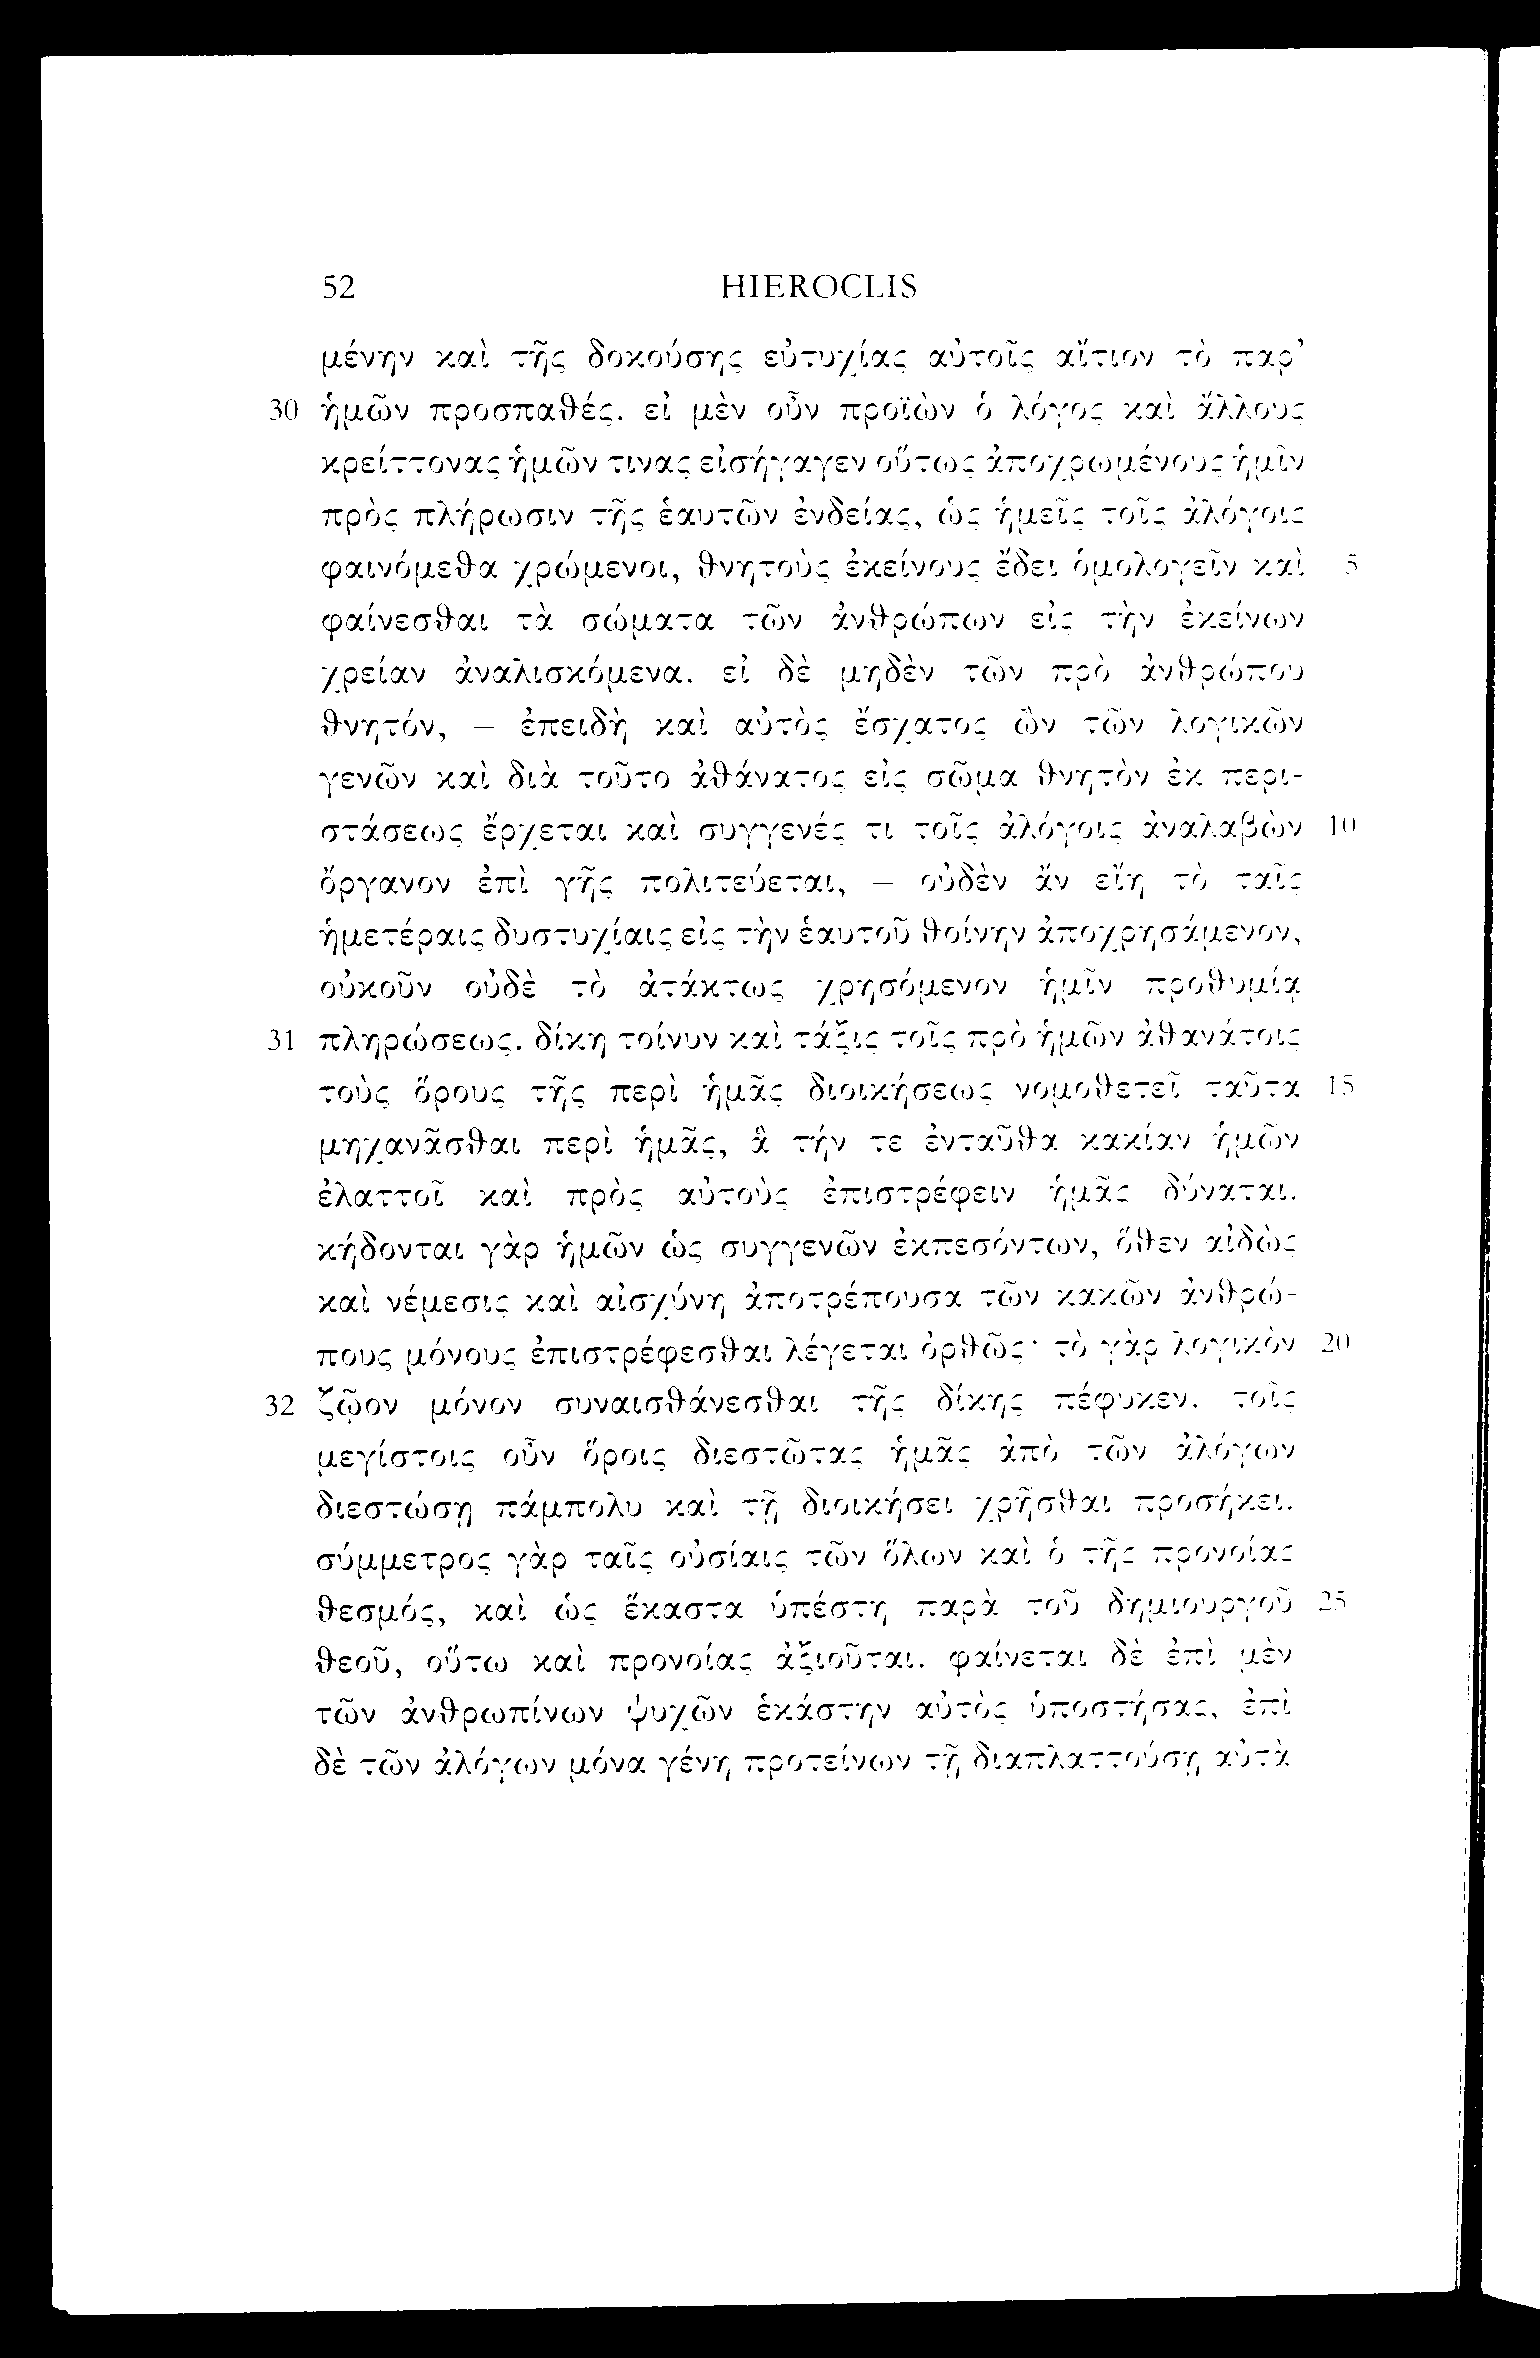 52 HIEROCLIS
μένην καὶ τῆς δοκούσης εὐτυχίας αὐτοῖς αἴτιον τὸ παρ’
30 ἡμῶν προσπαθές. εἰ μὲν οὖν προϊὼν ὁ λόγος καὶ ἄλλους
κρείττονας ἡμῶν τινας εἰσήγαγεν οὕτως ἀποχρωμένους ἡμῖν
πρὸς πλήρωσιν τῆς ἑαυτῶν ἐνδείας, ὡς ἡμεῖς τοῖς ἀλόγοις
φαινόμεθα χρώμενοι, θνητοὺς ἐκείνους ἔδει ὁμολογεῖν καὶ 5
φαίνεσθαι τὰ σώματα τῶν ἀνθρώπων εἰς τὴν ἐκείνων
χρείαν ἀναλισκόμενα. εἰ δὲ μηδὲν τῶν πρὸ ἀνθρώπου
θνητόν, – ἐπειδὴ καὶ αὐτὸς ἔσχατος ὢν τῶν λογικῶν
γενῶν καὶ διὰ τοῦτο ἀθάνατος εἰς σῶμα θνητὸν ἐκ περι-
στάσεως ἔρχεται καὶ συγγενές τι τοῖς ἀλόγοις ἀναλαβὼν 10
ὄργανον ἐπὶ γῆς πολιτεύεται, – οὐδὲν ἂν εἴη τὸ ταῖς
ἡμετέραις δυστυχίαις εἰς τὴν ἑαυτοῦ θοίνην ἀποχρησάμενον,
οὐκοῦν οὐδὲ τὸ ἀτάκτως χρησόμενον ἡμῖν προθυμίᾳ
31 πληρώσεως. δίκη τοίνυν καὶ τάξις τοῖς πρὸ ἡμῶν ἀθανάτοις
τοὺς ὅρους τῆς περὶ ἡμᾶς διοικήσεως νομοθετεῖ ταῦτα 15
μηχανᾶσθαι περὶ ἡμᾶς, ἃ τήν τε ἐνταῦθα κακίαν ἡμῶν
ἐλαττοῖ καὶ πρὸς αὐτοὺς ἐπιστρέφειν ἡμᾶς δύναται.
κήδονται γὰρ ἡμῶν ὡς συγγενῶν ἐκπεσόντων, ὅθεν αἰδὼς
καὶ νέμεσις καὶ αἰσχύνη ἀποτρέπουσα τῶν κακῶν ἀνθρώ-
πους μόνους ἐπιστρέφεσθαι λέγεται ὀρθῶς· τὸ γὰρ λογικὸν 20
32 ζῷον μόνον συναισθάνεσθαι τῆς δίκης πέφυκεν. τοῖς
μεγίστοις οὖν ὅροις διεστῶτας ἡμᾶς ἀπὸ τῶν ἀλόγων
διεστώσῃ πάμπολυ καὶ τῇ διοικήσει χρῆσθαι προσήκει.
σύμμετρος γὰρ ταῖς οὐσίαις τῶν ὅλων καὶ ὁ τῆς προνοίας
θεσμός, καὶ ὡς ἕκαστα ὑπέστη παρὰ τοῦ δημιουργοῦ 25
θεοῦ, οὕτω καὶ προνοίας ἀξιοῦται. φαίνεται δὲ ἐπὶ μὲν
τῶν ἀνθρωπίνων ψυχῶν ἑκάστην αὐτὸς ὑποστήσας, ἐπὶ
δὲ τῶν ἀλόγων μόνα γένη προτείνων τῇ διαπλαττούσῃ αὐτὰ